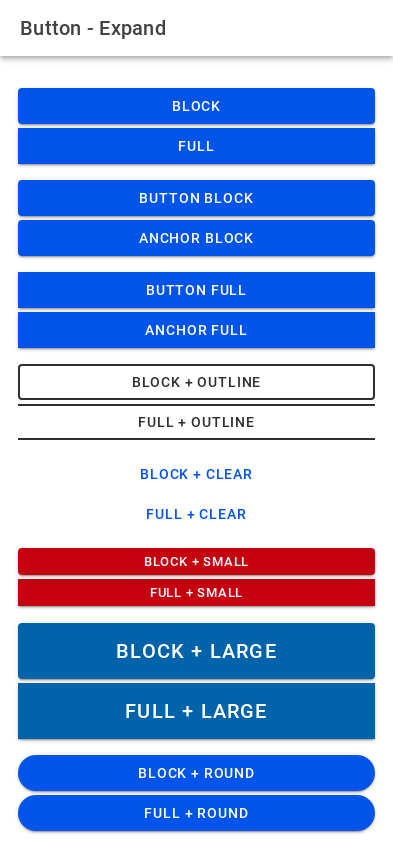 Button - Expand
BLOCK
FULL
BUTTON BLOCK
ANCHOR BLOCK
BUTTON FULL
ANCHOR FULL
BLOCK + OUTLINE
FULL + OUTLINE
BLOCK + CLEAR
FULL + CLEAR
BLOCK + SMALL
FULL + SMALL
BLOCK + LARGE
FULL + LARGE
BLOCK + ROUND
FULL + ROUND